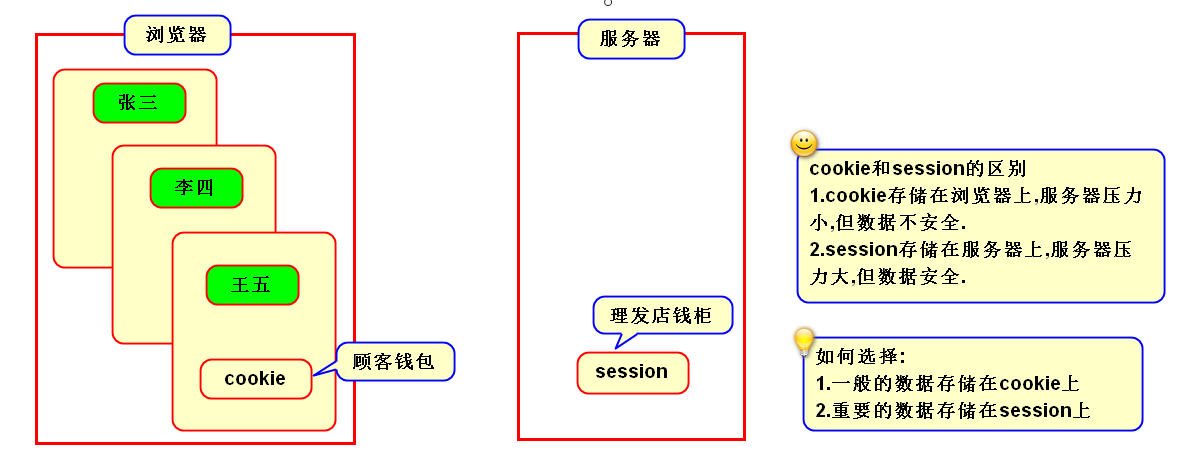 浏览器
张三
李四
王五
cookie
顾客钱包
服务器
理发店钱柜
session
cookie和session的区别
1.cookie存储在浏览器上,服务器压力
小,但数据不安全.
2.session存储在服务器上,服务器压
力大,但数据安全.
如何选择:
1.一般的数据存储在cookie上
2.重要的数据存储在session上